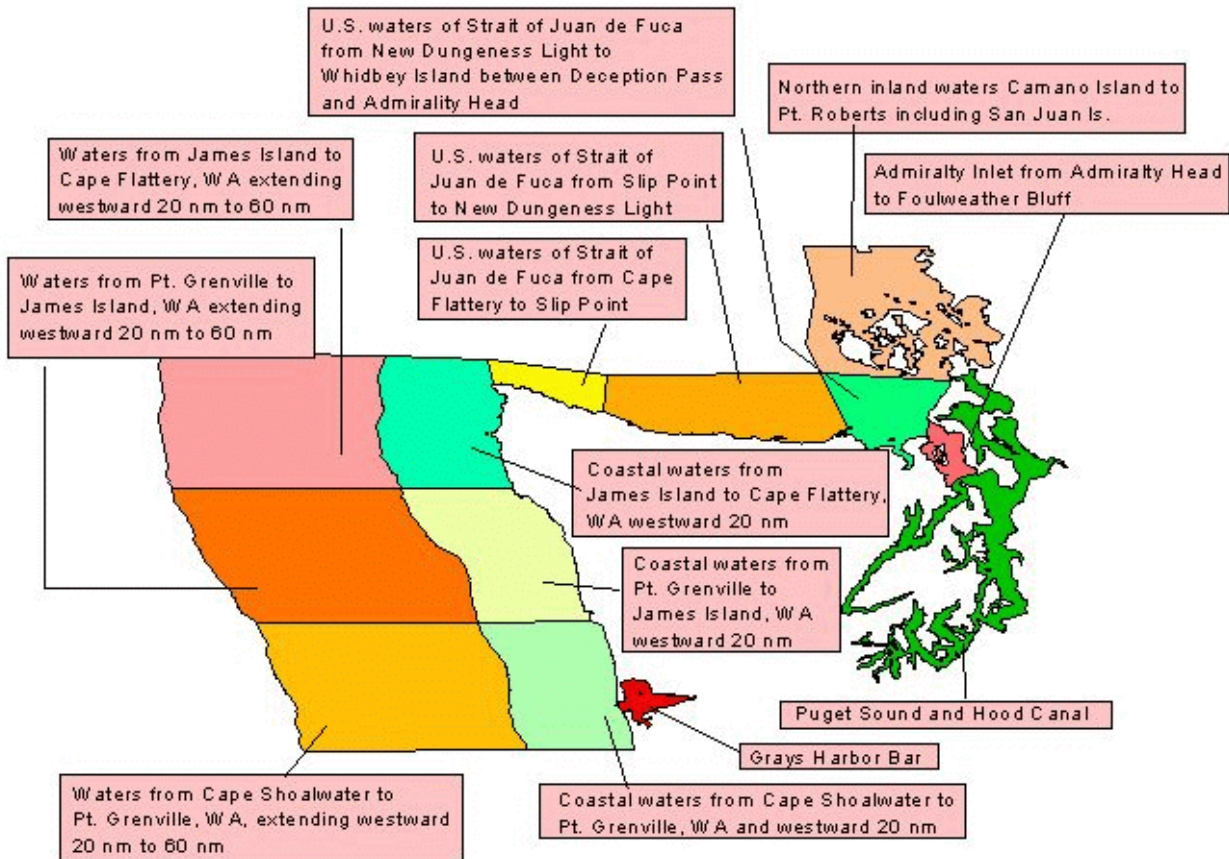 U.S. waters of Strait of Juan de Fuca
from New Dungeness Light to
Whidbey Island between Deception Pass
and Admirality Head
Northern inland waters Camano Island to
Pt. Roberts including San Juan Is.
Waters from James Island to
Cape Flattery, WA extending
westward 20 nm to 60 nm
U.S. waters of Strait of
Juan de Fuca from Slip Point
to New Dungeness Light
Admiralty Inlet from Admiralty Head
to Foulweather Bluff
Waters from Pt. Grenville to
James Island, WA extending
westward 20 nm to 60 nm
U.S. waters of Strait of
Juan de Fuca from Cape
Flattery to Slip Point
Coastal waters from
James Island to Cape Flattery,
WA westward 20 nm
Coastal waters from
Pt. Grenville to
James Island, WA
westward 20 nm
Puget Sound and Hood Canal
Grays Harbor Bar
Waters from Cape Shoalwater to
Pt. Grenville, WA, extending westward
20 nm to 60 nm
Coastal waters from Cape Shoalwater to
Pt. Grenville, WA and westward 20 nm